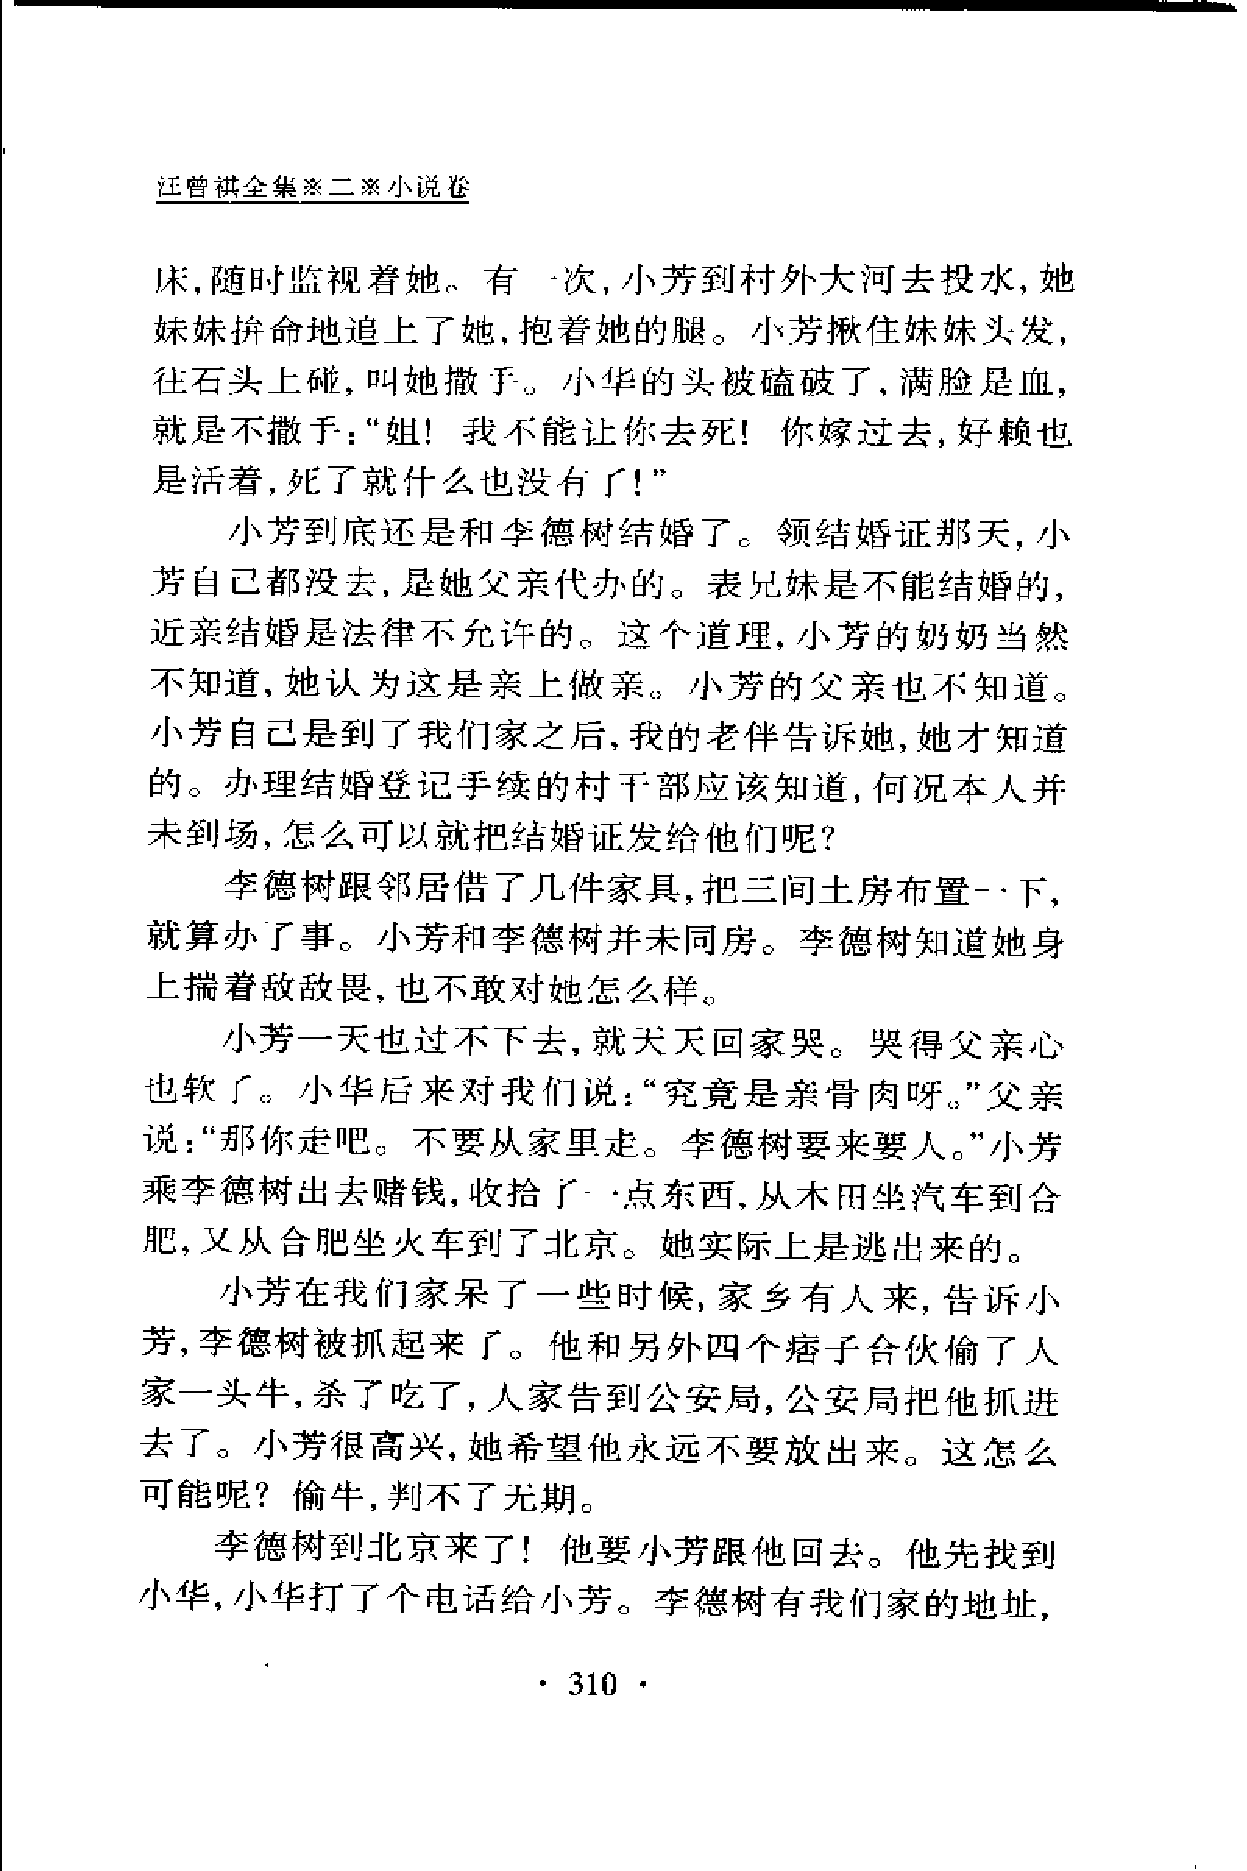 汪曾祺全集※二※小说卷
床,随时监视着她。有一次,小芳到村外大河去投水,她
妹妹拚命地追上了她,抱着她的腿。小芳揪住妹妹头发,
往石头上碰,叫她撒手。小华的头被磕破了,满脸是血,
就是不撒手:“姐! 我不能让你去死! 你嫁过去,好赖也
是活着,死了就什么也没有了!”
小芳到底还是和李德树结婚了。领结婚证那天,小
芳自己都没去,是她父亲代办的。表兄妹是不能结婚的,
近亲结婚是法律不允许的。这个道理,小芳的奶奶当然
不知道,她认为这是亲上做亲。小芳的父亲也不知道。
小芳自己是到了我们家之后,我的老伴告诉她,她才知道
的。办理结婚登记手续的村干部应该知道,何况本人并
未到场,怎么可以就把结婚证发给他们呢?
李德树跟邻居借了几件家具,把三间土房布置一下,
就算办了事。小芳和李德树并未同房。李德树知道她身
上揣着敌敌畏,也不敢对她怎么样。
小芳一天也过不下去,就天天回家哭。哭得父亲心
也软了。小华后来对我们说:“究竟是亲骨肉呀。”父亲
说:“那你走吧。不要从家里走。李德树要来要人。”小芳
乘李德树出去赌钱,收拾了一点东西,从木田坐汽车到合
肥,又从合肥坐火车到了北京。她实际上是逃出来的。
小芳在我们家呆了一些时候,家乡有人来,告诉小
芳,李德树被抓起来了。他和另外四个痞子合伙偷了人
家一头牛,杀了吃了,人家告到公安局,公安局把他抓进
去了。小芳很高兴,她希望他永远不要放出来。这怎么
可能呢? 偷牛,判不了无期。
李德树到北京来了! 他要小芳跟他回去。他先找到
小华,小华打了个电话给小芳。李德树有我们家的地址,
· 310 ·